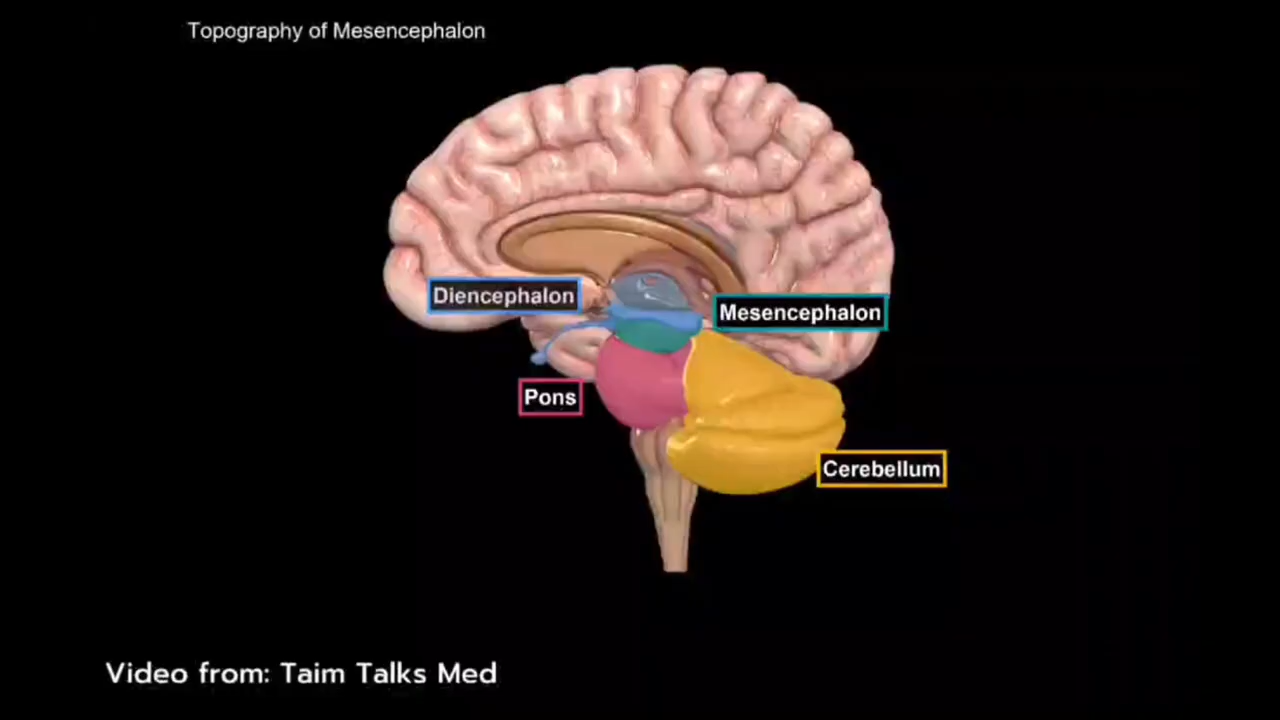 Topography of Mesencephalon
Diencephalon
Mesencephalon
Pons
Cerebellum
Video from: Taim Talks Med